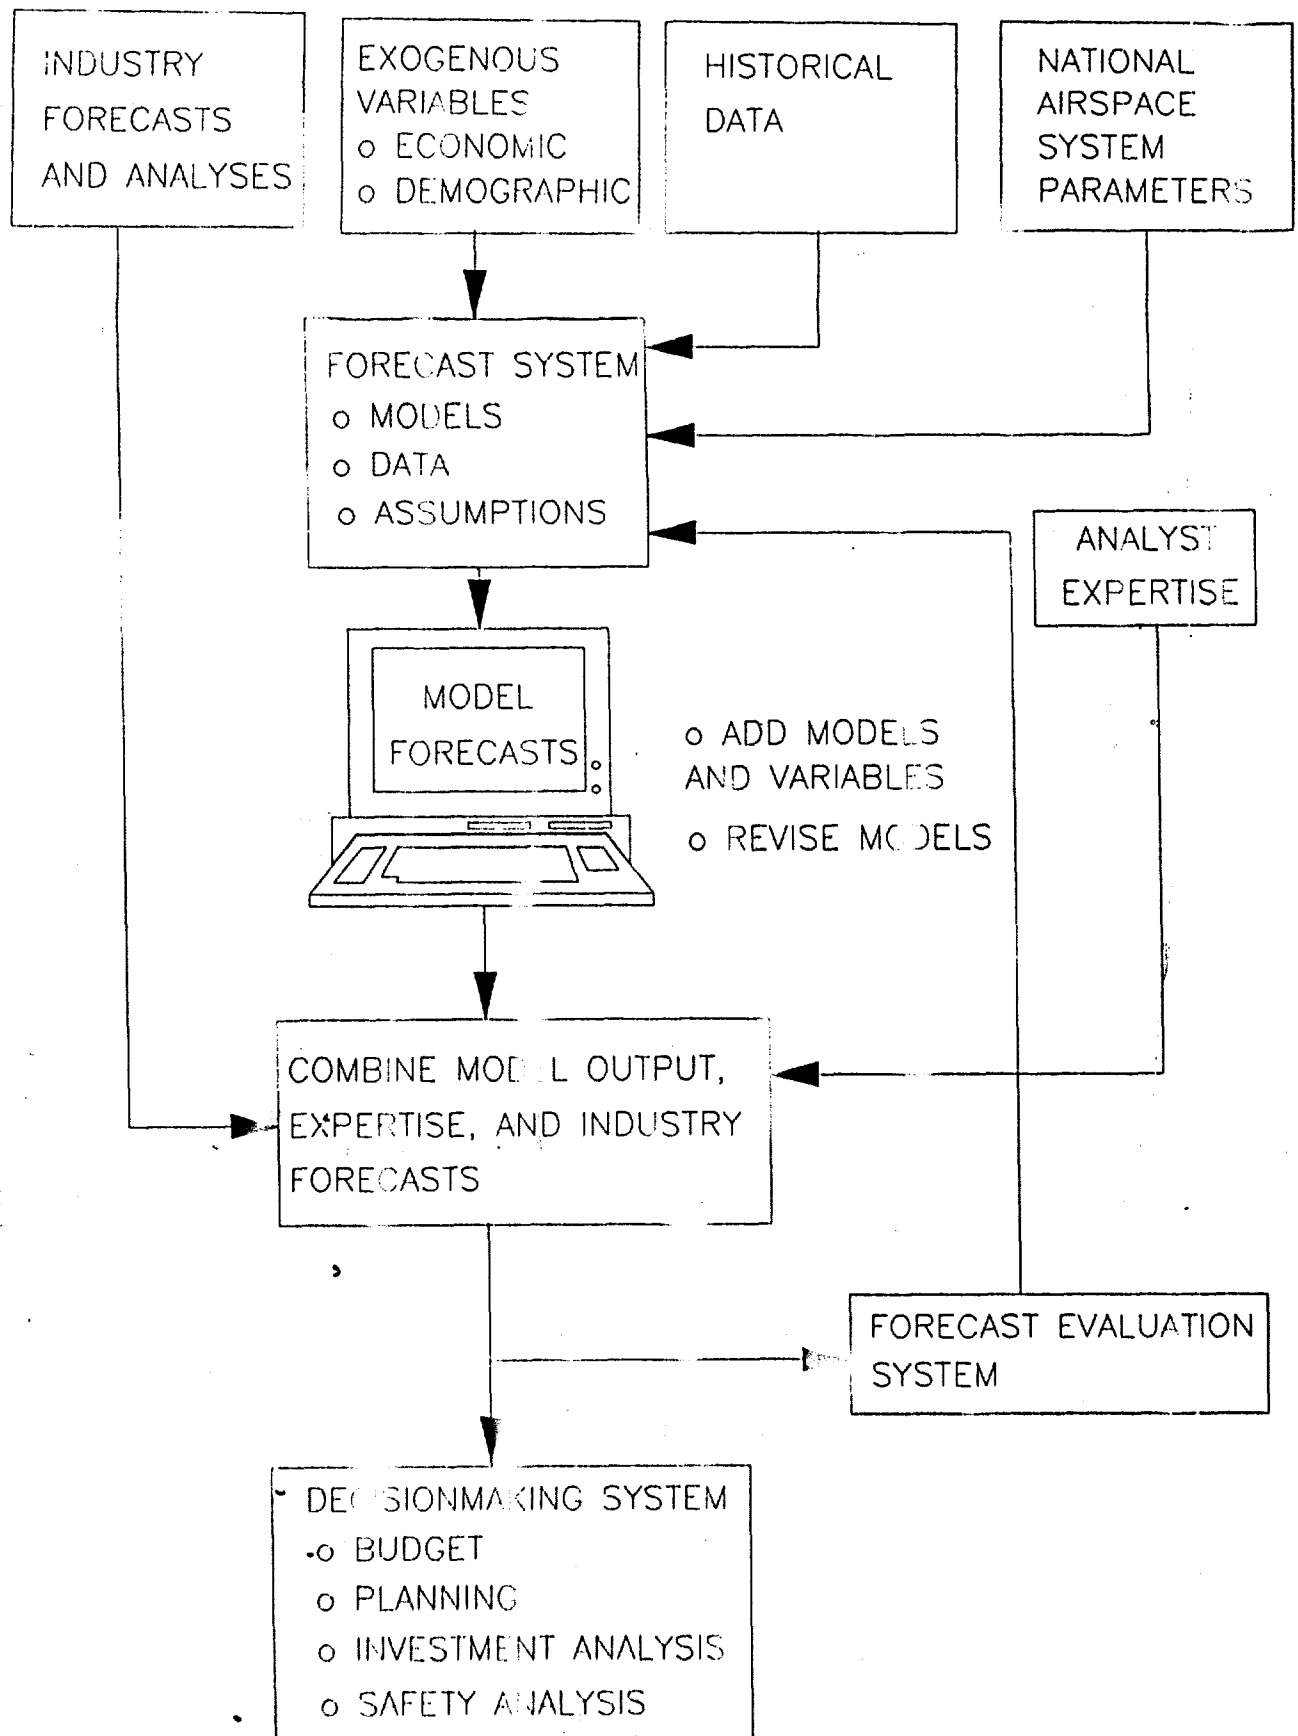 INDUSTRY
FORECASTS
AND ANALYSES
EXOGENOUS
VARIABLES
o ECONOMIC
o DEMOGRAPHIC
HISTORICAL
DATA
NATIONAL
AIRSPACE
SYSTEM
PARAMETERS
FORECAST SYSTEM
o MODELS
o DATA
o ASSUMPTIONS
ANALYST
EXPERTISE
MODEL
FORECASTS
o ADD MODELS
AND VARIABLES
o REVISE MODELS
COMBINE MODEL OUTPUT,
EXPERTISE, AND INDUSTRY
FORECASTS
FORECAST EVALUATION
SYSTEM
DECISIONMAKING SYSTEM
o BUDGET
o PLANNING
o INVESTMENT ANALYSIS
o SAFETY ANALYSIS